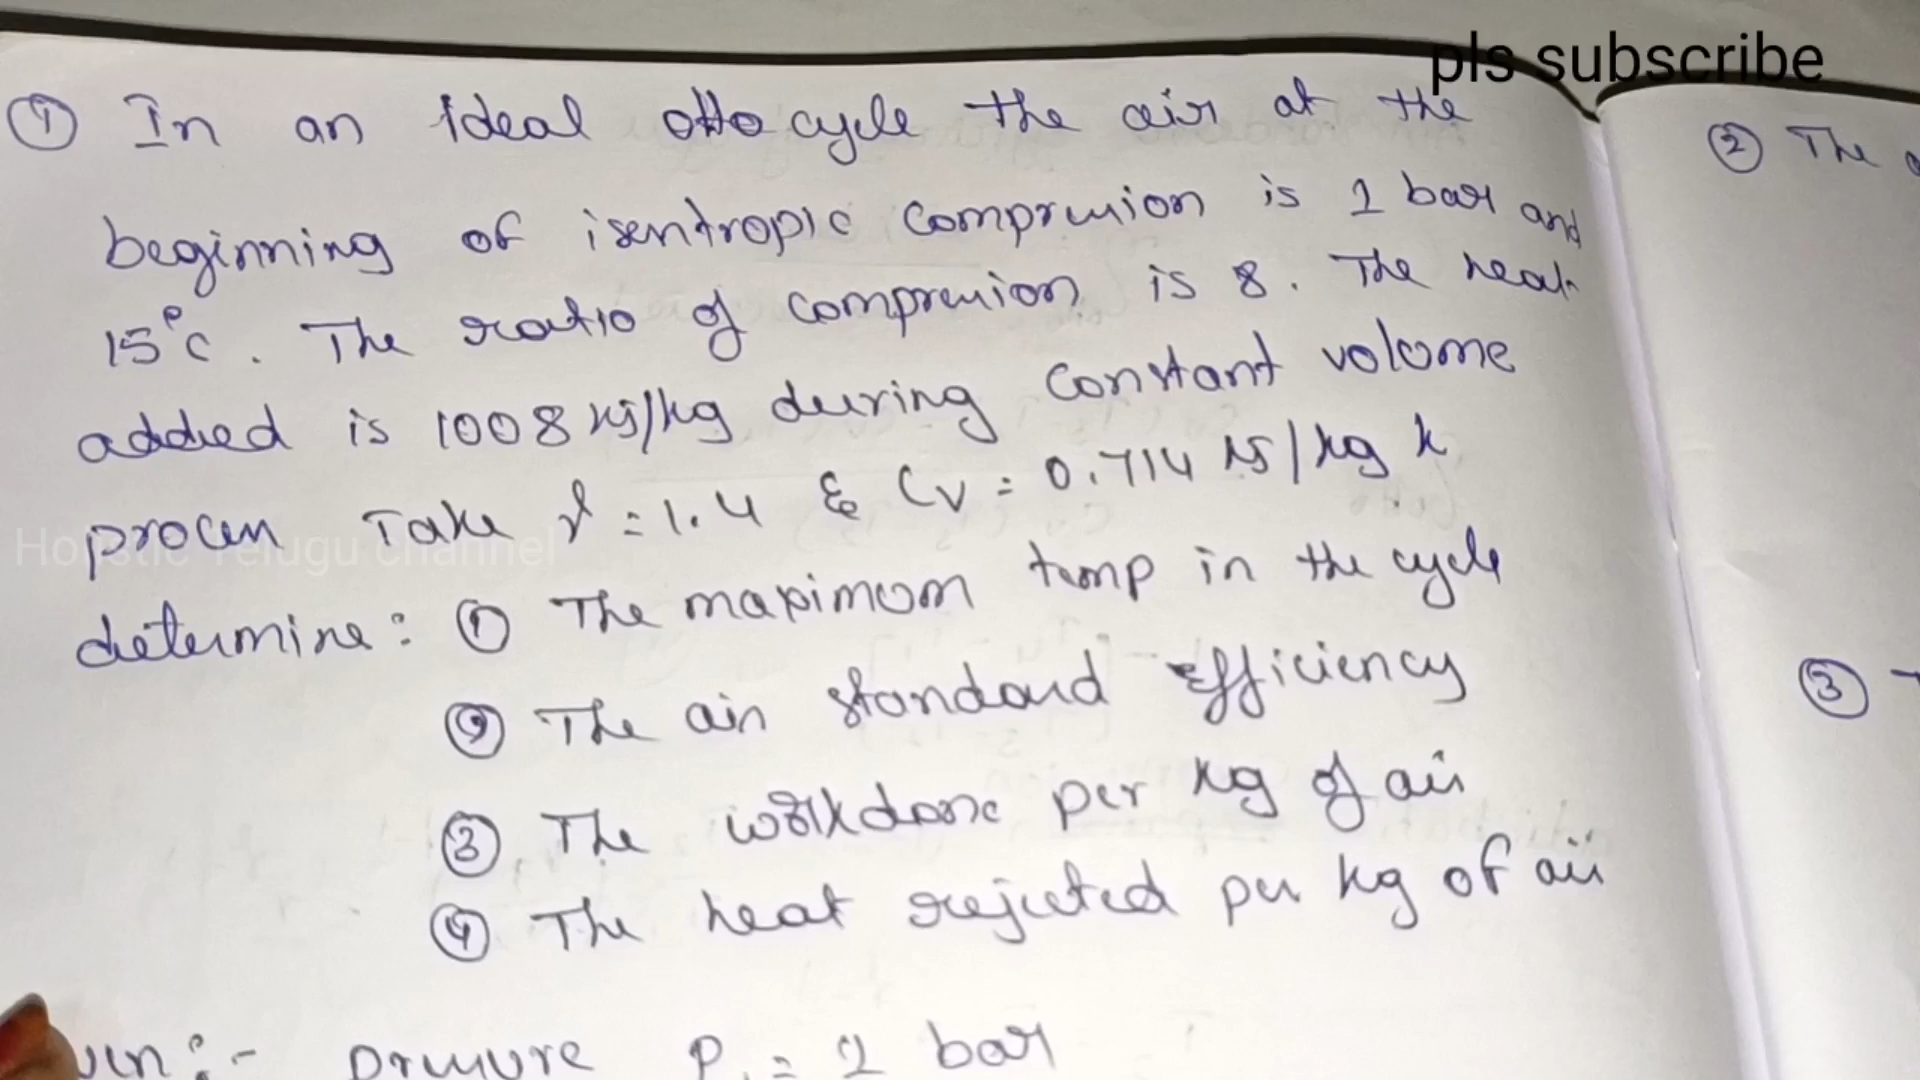 pls subscribe
① In an ideal otto cycle the air at the
beginning of isentropic compression is 1 bar and
15°C. The ratio of compression is 8. The heat
added is 1008 kJ/kg during constant volume
process Take γ = 1.4 & Cv = 0.714 kJ/kg k
determine: ① The maximum temp in the cycle
② The air standard efficiency
③ The workdone per kg of air
④ The heat rejected per kg of air
pressure P₁ = 1 bar
② The
③
Holistic Telugu channel